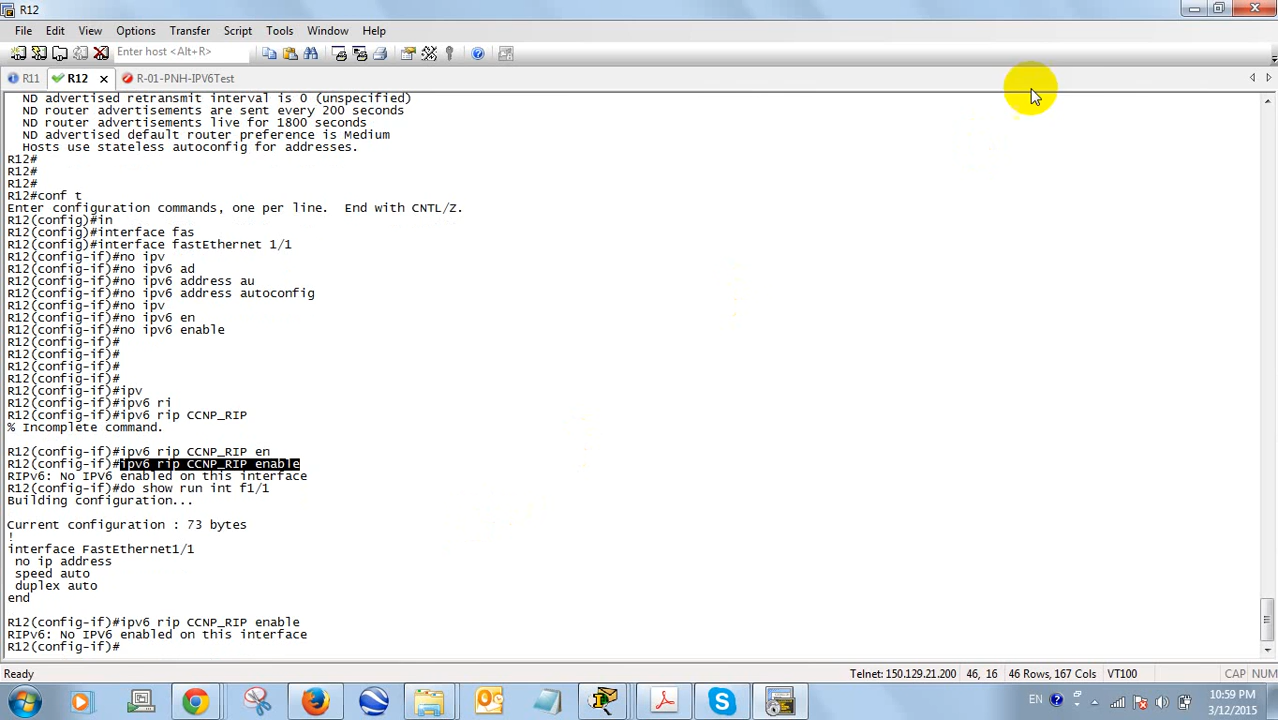 R12
File Edit View Options Transfer Script Tools Window Help
Enter host <Alt+R>
R11 R12 R-01-PNH-IPV6Test
ND advertised retransmit interval is 0 (unspecified)
ND router advertisements are sent every 200 seconds
ND router advertisements live for 1800 seconds
ND advertised default router preference is Medium
Hosts use stateless autoconfig for addresses.
R12#
R12#
R12#
R12#conf t
Enter configuration commands, one per line.  End with CNTL/Z.
R12(config)#in
R12(config)#interface fas
R12(config)#interface fastEthernet 1/1
R12(config-if)#no ipv
R12(config-if)#no ipv6 ad
R12(config-if)#no ipv6 address au
R12(config-if)#no ipv6 address autoconfig
R12(config-if)#no ipv
R12(config-if)#no ipv6 en
R12(config-if)#no ipv6 enable
R12(config-if)#
R12(config-if)#
R12(config-if)#
R12(config-if)#
R12(config-if)#ipv
R12(config-if)#ipv6 ri
R12(config-if)#ipv6 rip CCNP_RIP
% Incomplete command.
R12(config-if)#ipv6 rip CCNP_RIP en
R12(config-if)#ipv6 rip CCNP_RIP enable
RIPv6: No IPV6 enabled on this interface
R12(config-if)#do show run int f1/1
Building configuration...
Current configuration : 73 bytes
!
interface FastEthernet1/1
no ip address
speed auto
duplex auto
end
R12(config-if)#ipv6 rip CCNP_RIP enable
RIPv6: No IPV6 enabled on this interface
R12(config-if)#
Ready Telnet: 150.129.21.200 46, 16 46 Rows, 167 Cols VT100 CAP NUM
EN 10:59 PM
3/12/2015